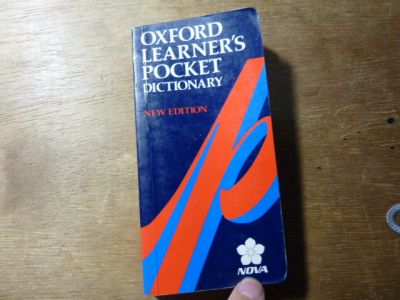 OXFORD
LEARNER'S
POCKET
DICTIONARY
NEW EDITION
NOVA